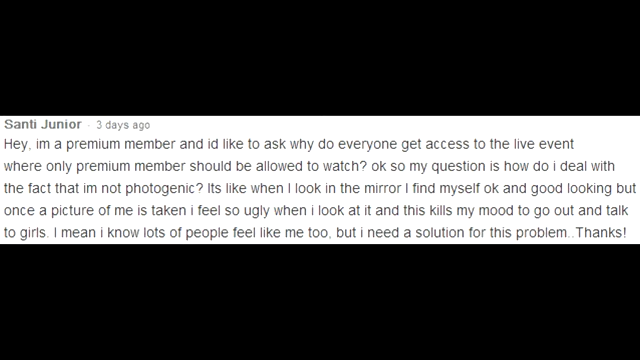 Santi Junior · 3 days ago
Hey, im a premium member and id like to ask why do everyone get access to the live event
where only premium member should be allowed to watch? ok so my question is how do i deal with
the fact that im not photogenic? Its like when I look in the mirror I find myself ok and good looking but
once a picture of me is taken i feel so ugly when i look at it and this kills my mood to go out and talk
to girls. I mean i know lots of people feel like me too, but i need a solution for this problem..Thanks!